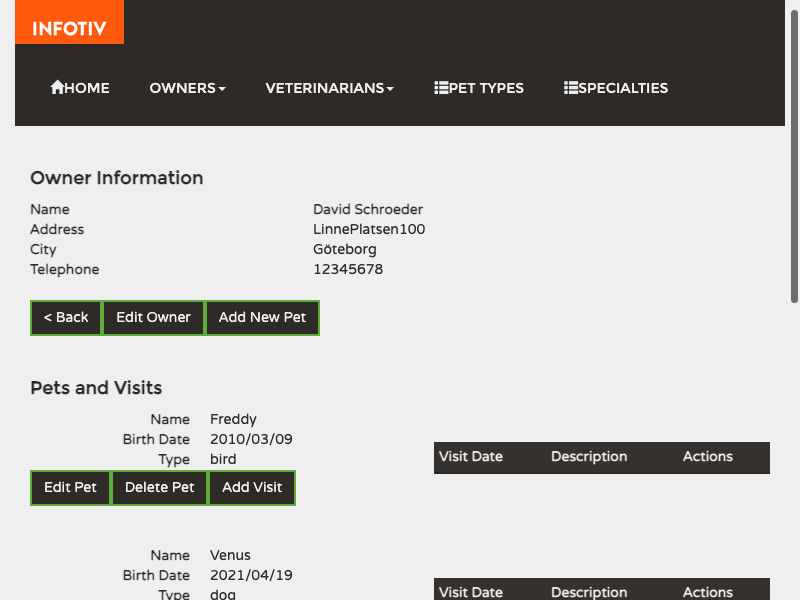 INFOTIV
HOME OWNERS VETERINARIANS PET TYPES SPECIALTIES
Owner Information
Name David Schroeder
Address LinnePlatsen100
City Göteborg
Telephone 12345678
< Back Edit Owner Add New Pet
Pets and Visits
Name Freddy
Birth Date 2010/03/09
Type bird
Visit Date Description Actions
Edit Pet Delete Pet Add Visit
Name Venus
Birth Date 2021/04/19
Type dog
Visit Date Description Actions